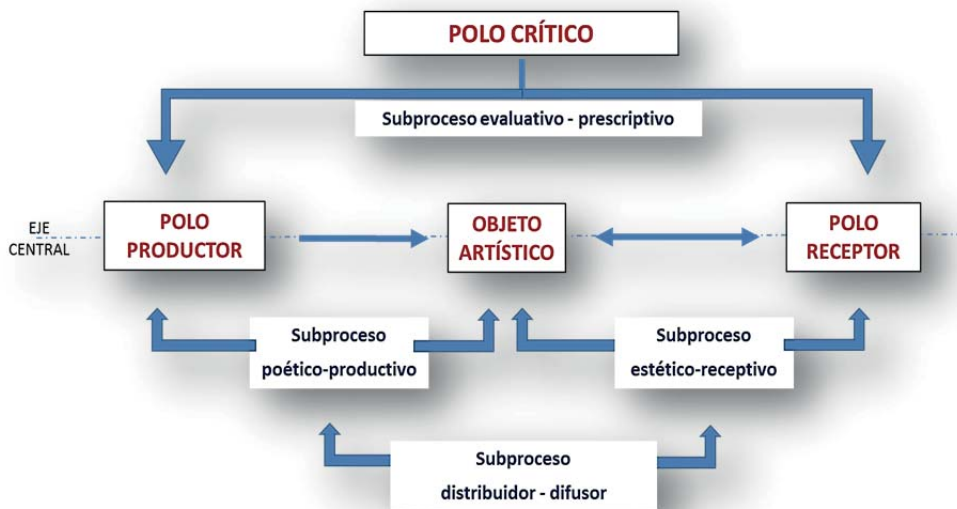 POLO CRÍTICO
Subproceso evaluativo - prescriptivo
EJE
CENTRAL
POLO
PRODUCTOR
OBJETO
ARTÍSTICO
POLO
RECEPTOR
Subproceso
poético-productivo
Subproceso
estético-receptivo
Subproceso
distribuidor - difusor